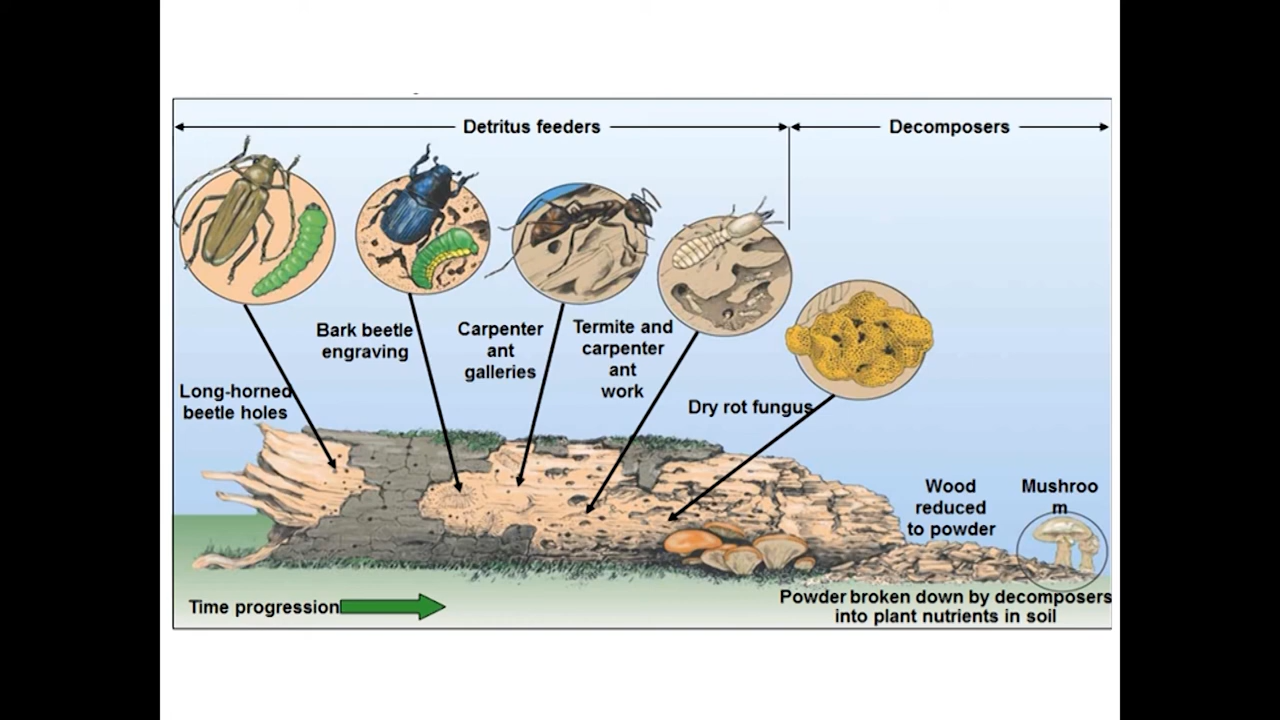 Detritus feeders
Decomposers
Bark beetle
engraving
Carpenter
ant
galleries
Termite and
carpenter
ant
work
Long-horned
beetle holes
Dry rot fungus
Wood
reduced
to powder
Mushroo
m
Time progression
Powder broken down by decomposers
into plant nutrients in soil